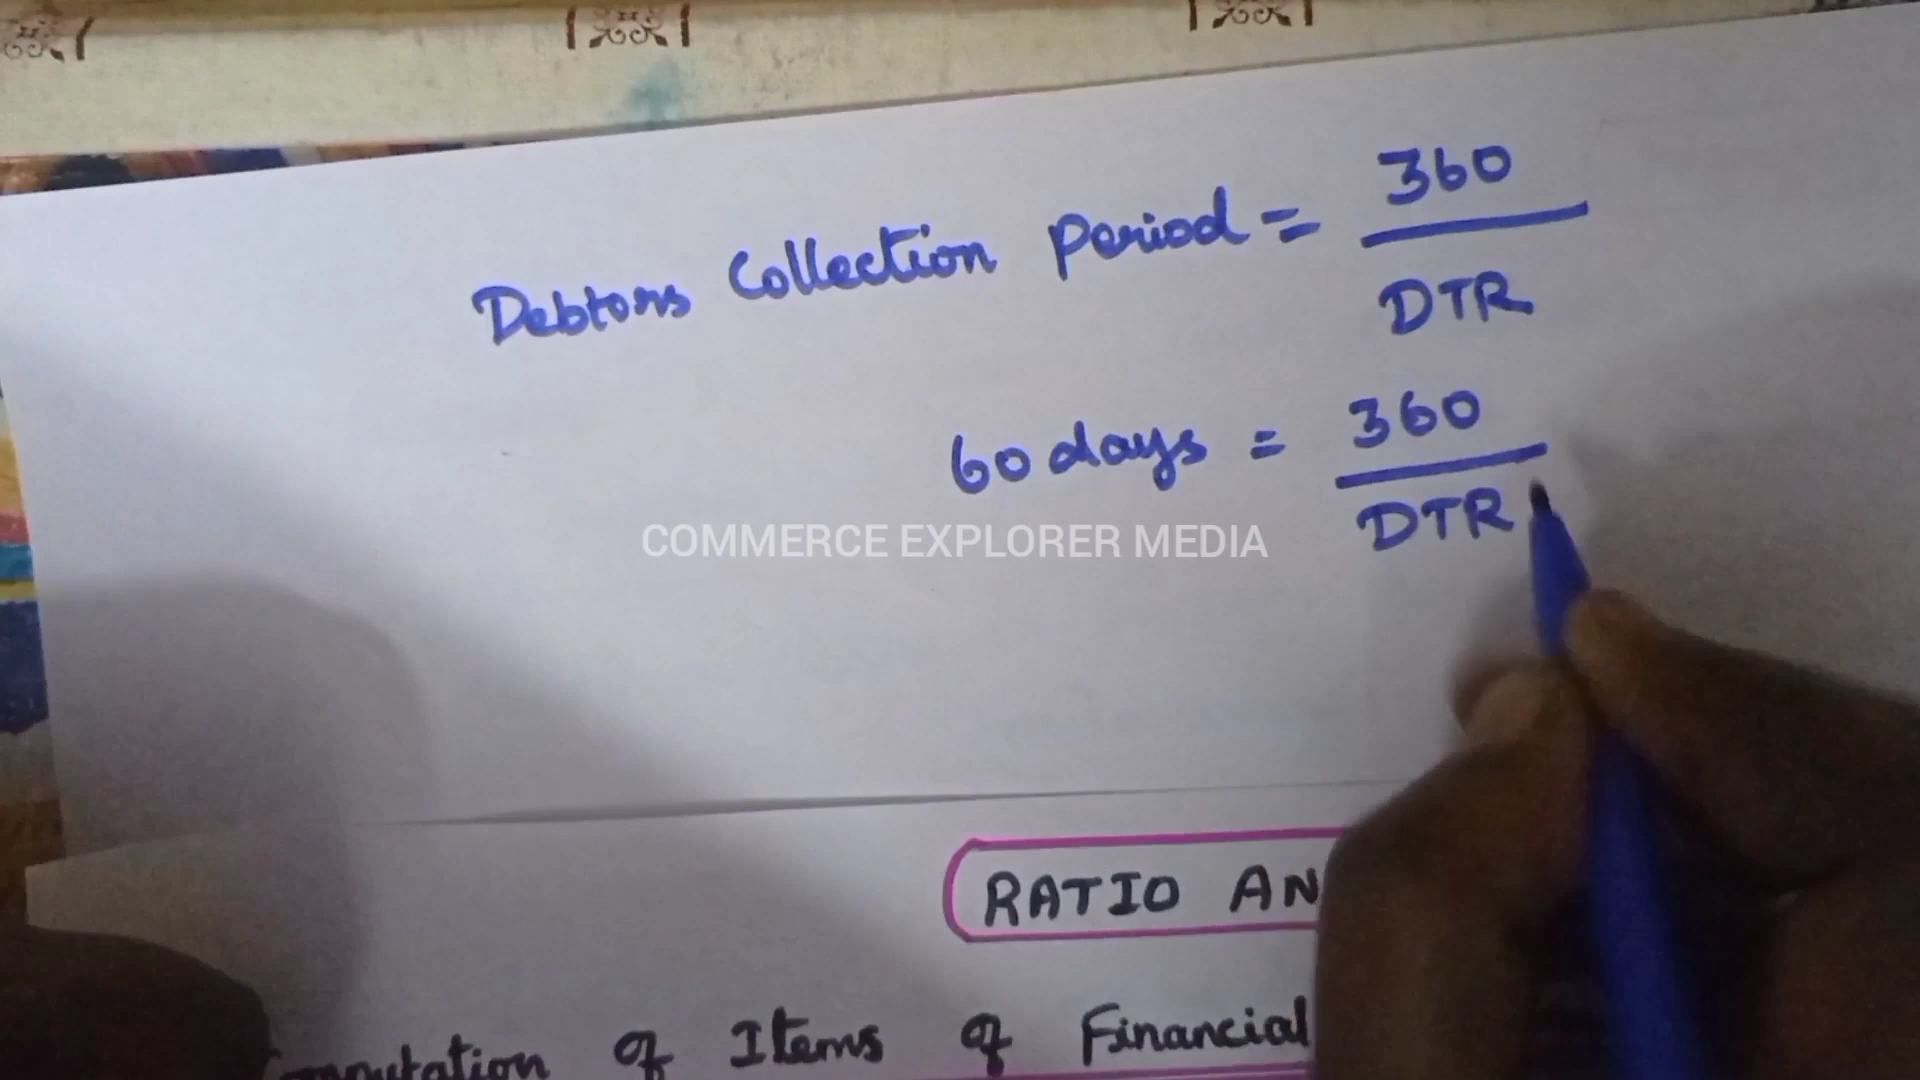 Debtors Collection Period = 360
DTR
60 days = 360
DTR
COMMERCE EXPLORER MEDIA
RATIO AN
of Items of Financial